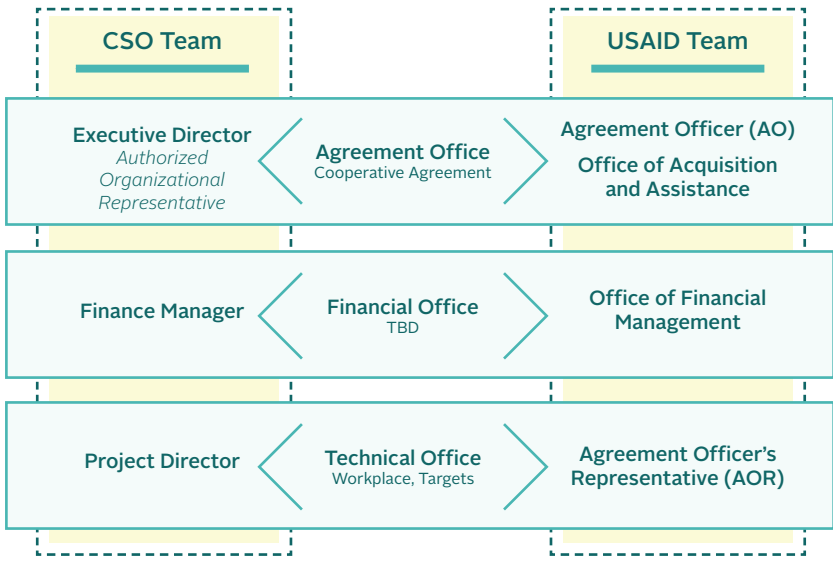 CSO Team
USAID Team
Executive Director
Authorized
Organizational
Representative
Agreement Office
Cooperative Agreement
Agreement Officer (AO)
Office of Acquisition
and Assistance
Finance Manager
Financial Office
TBD
Office of Financial
Management
Project Director
Technical Office
Workplace, Targets
Agreement Officer’s
Representative (AOR)